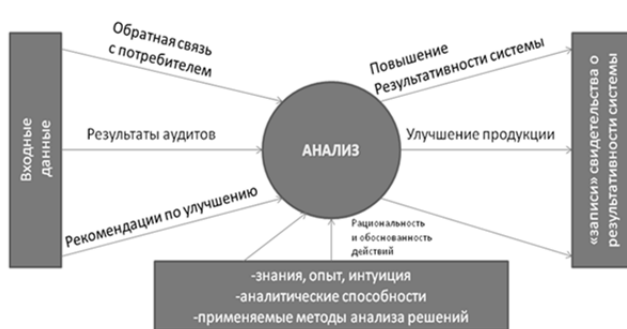 Входные
данные
Обратная связь
с потребителем
Результаты аудитов
Рекомендации по улучшению
АНАЛИЗ
Повышение
Результативности системы
Улучшение продукции
Рациональность
и обоснованность
действий
-знания, опыт, интуиция
-аналитические способности
-применяемые методы анализа решений
«записи» свидетельства о
результативности системы